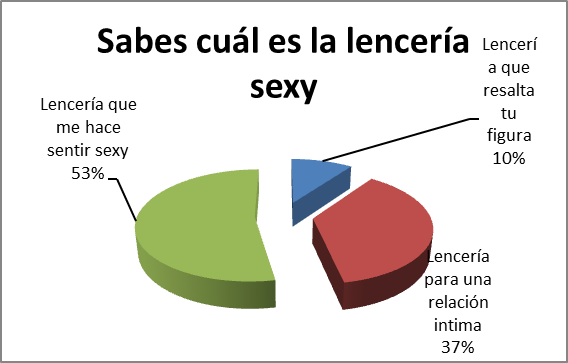 Sabes cuál es la lencería
sexy
Lencerí
a que
resalta
tu
figura
10%
Lencería que
me hace
sentir sexy
53%
Lencería
para una
relación
intima
37%